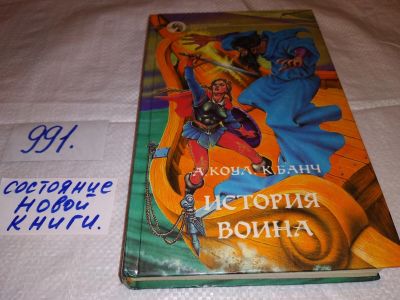 991.
СОСТОЯНИЕ
НОВОЙ
КНИГИ.
А.КОУЛ, К.БАНЧ
ИСТОРИЯ
ВОИНА